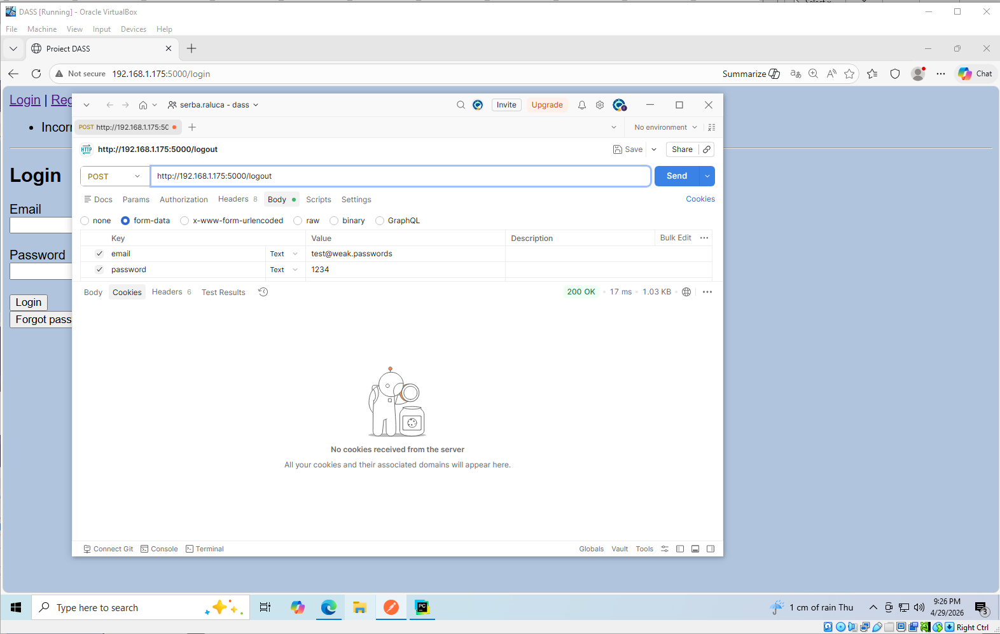 DASS [Running] - Oracle VirtualBox
File Machine View Input Devices Help
Proiect DASS
Not secure 192.168.1.175:5000/login
Summarize
Chat
Login | Reg
Incorr
Login
Email
Password
Login
Forgot pass
serba.raluca - dass
Invite
Upgrade
POST http://192.168.1.175:50
No environment
HTTP http://192.168.1.175:5000/logout
Save
Share
POST
http://192.168.1.175:5000/logout
Send
Docs Params Authorization Headers 8 Body Scripts Settings
Cookies
none form-data x-www-form-urlencoded raw binary GraphQL
Key Value Description Bulk Edit
email Text test@weak.passwords
password Text 1234
Body Cookies Headers 6 Test Results
200 OK 17 ms 1.03 KB
No cookies received from the server
All your cookies and their associated domains will appear here.
Connect Git Console Terminal
Globals Vault Tools
Type here to search
PC
1 cm of rain Thu
9:26 PM
4/29/2026
3
Right Ctrl